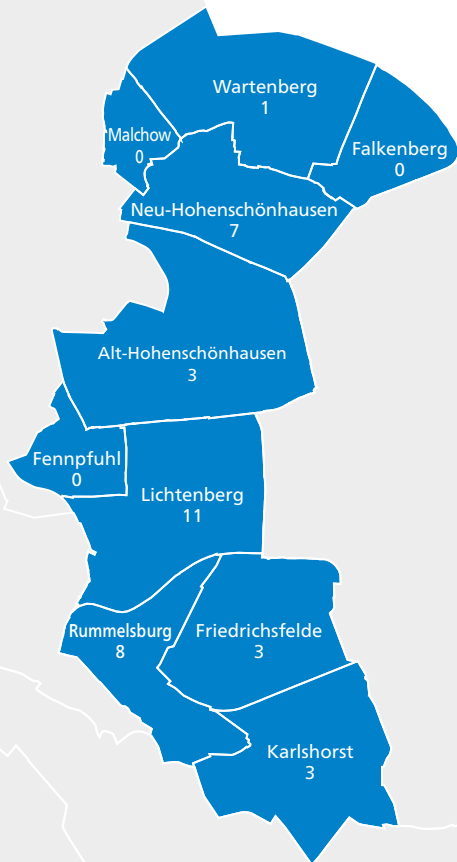 Wartenberg
1
Malchow
0
Falkenberg
0
Neu-Hohenschönhausen
7
Alt-Hohenschönhausen
3
Fennpfuhl
0
Lichtenberg
11
Rummelsburg
8
Friedrichsfelde
3
Karlshorst
3